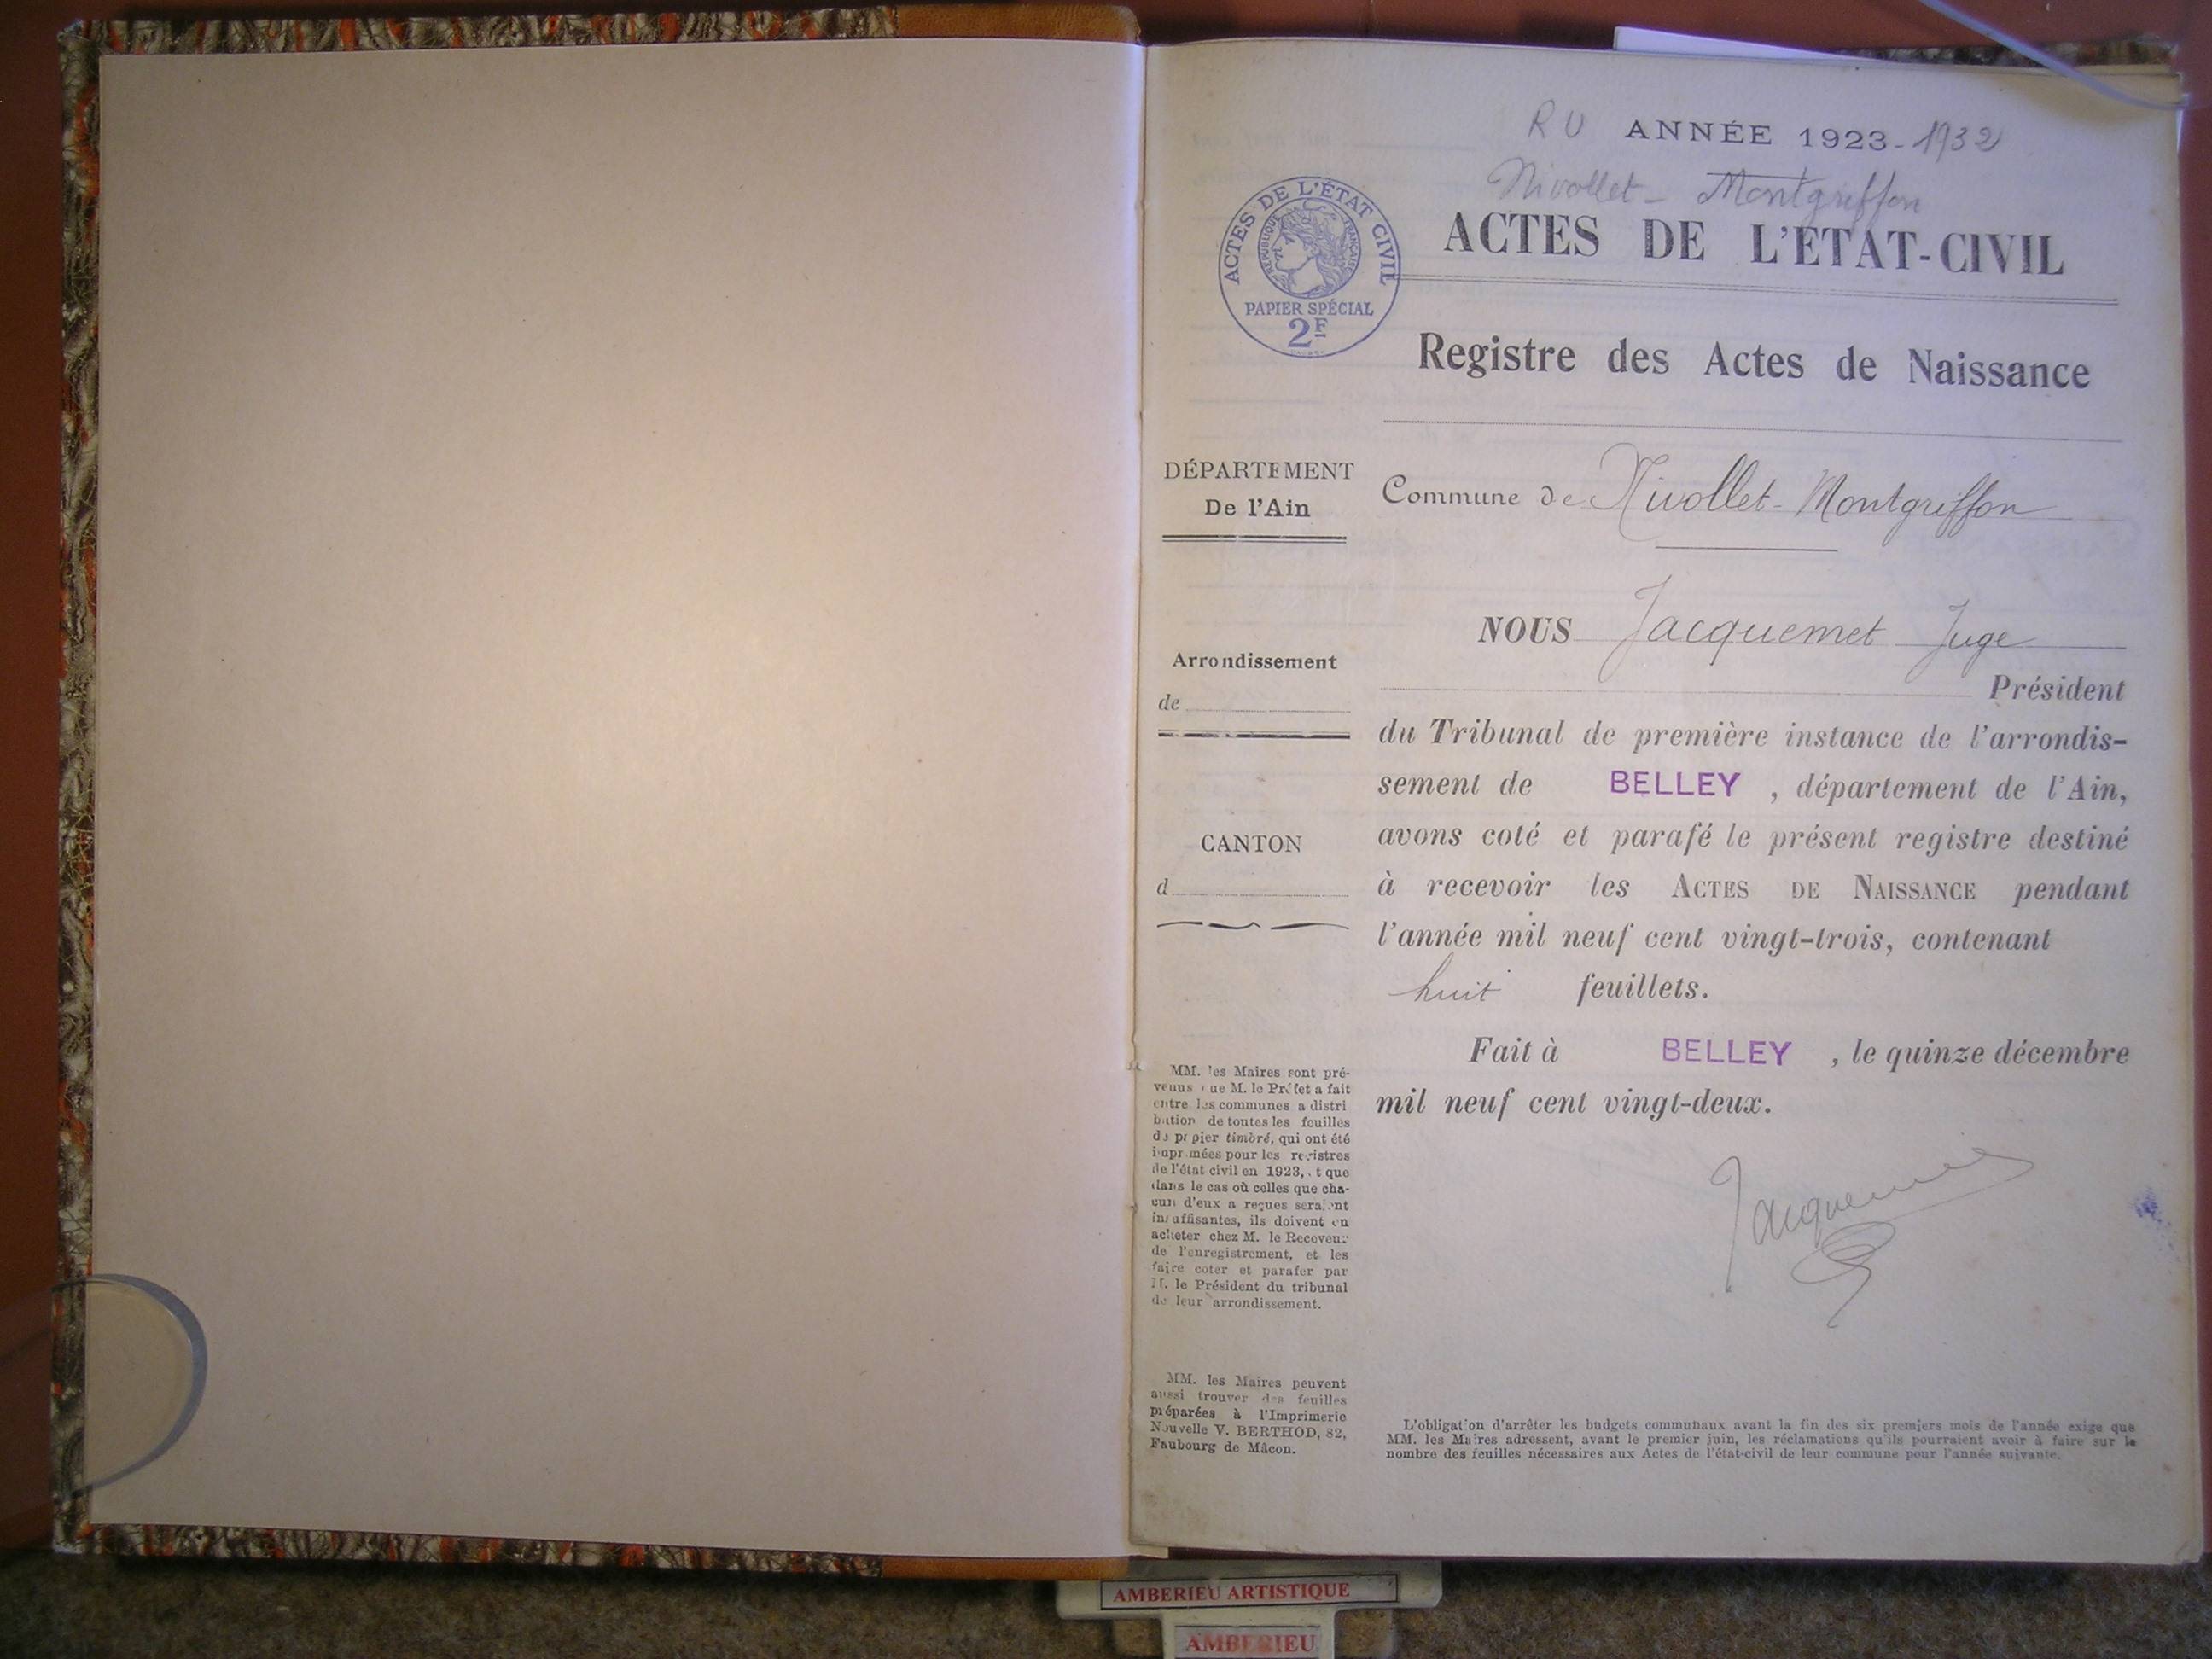 R U ANNÉE 1923-1932
Nivollet - Montgriffon
ACTES DE L'ÉTAT-CIVIL
ACTES DE L'ÉTAT CIVIL
RÉPUBLIQUE FRANÇAISE
PAPIER SPÉCIAL
2F
Registre des Actes de Naissance
DÉPARTEMENT
De l'Ain
Commune de Nivollet-Montgriffon
Arrondissement
de
CANTON
d
NOUS Jacquemet Juge
Président
du Tribunal de première instance de l'arrondis-
sement de BELLEY, département de l'Ain,
avons coté et parafé le présent registre destiné
à recevoir les ACTES DE NAISSANCE pendant
l'année mil neuf cent vingt-trois, contenant
huit feuillets.
Fait à BELLEY, le quinze décembre
mil neuf cent vingt-deux.
Jacquemet
MM. les Maires sont pré-
venus que M. le Préfet a fait
entre les communes a distri
bution de toutes les feuilles
de papier timbré, qui ont été
imprimées pour les registres
de l'état civil en 1923, et que
dans le cas où celles que cha-
cun d'eux a reçues seraient
insuffisantes, ils doivent en
acheter chez M. le Receveur
de l'enregistrement, et les
faire coter et parafer par
M. le Président du tribunal
de leur arrondissement.
MM. les Maires peuvent
aussi trouver des feuilles
préparées à l'Imprimerie
Nouvelle V. BERTHOD, 82,
Faubourg de Mâcon.
L'obligation d'arrêter les budgets communaux avant la fin des six premiers mois de l'année exige que
MM. les Maires adressent, avant le premier juin, les réclamations qu'ils pourraient avoir à faire sur le
nombre des feuilles nécessaires aux Actes de l'état-civil de leur commune pour l'année suivante.
AMBERIEU ARTISTIQUE
AMBERIEU